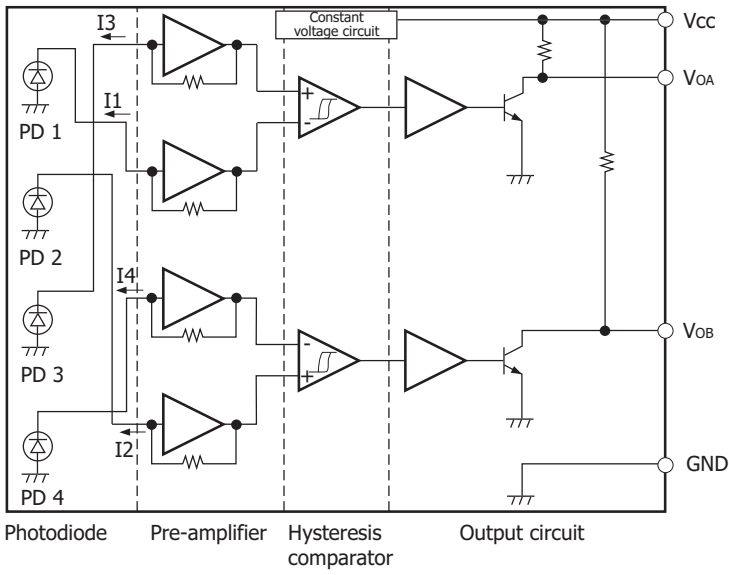 Constant
voltage circuit
Vcc
VOA
VOB
GND
I3
I1
I4
I2
PD 1
PD 2
PD 3
PD 4
+
-
-
+
Photodiode
Pre-amplifier
Hysteresis
comparator
Output circuit